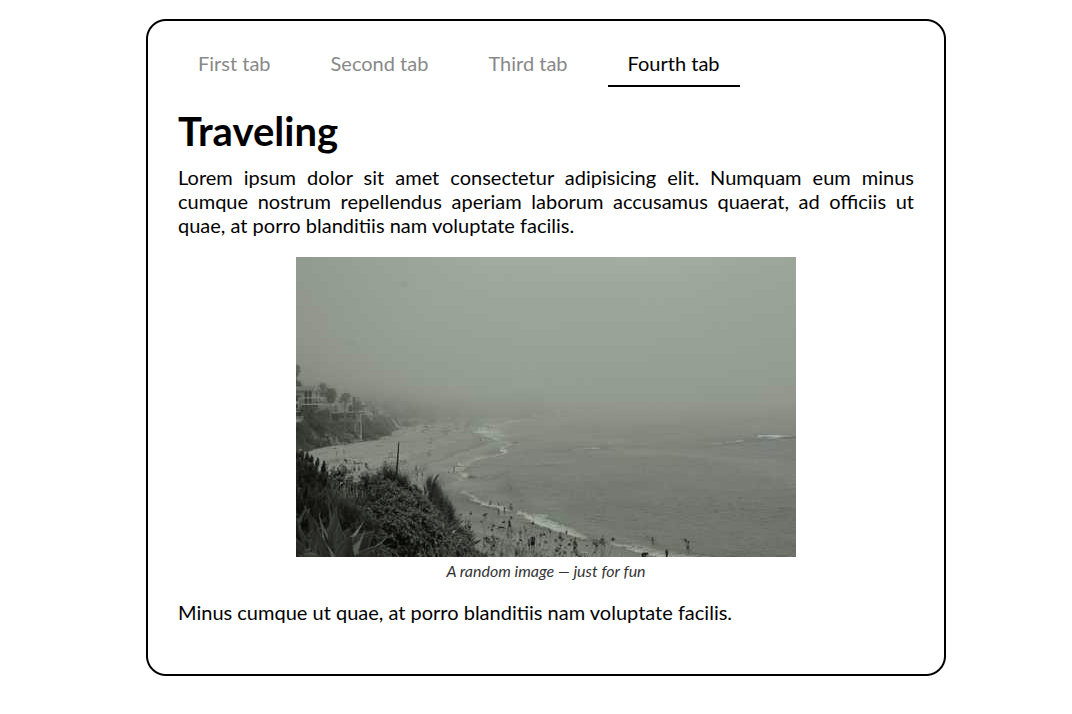 First tab Second tab Third tab Fourth tab
Traveling
Lorem ipsum dolor sit amet consectetur adipisicing elit. Numquam eum minus
cumque nostrum repellendus aperiam laborum accusamus quaerat, ad officiis ut
quae, at porro blanditiis nam voluptate facilis.
A random image — just for fun
Minus cumque ut quae, at porro blanditiis nam voluptate facilis.